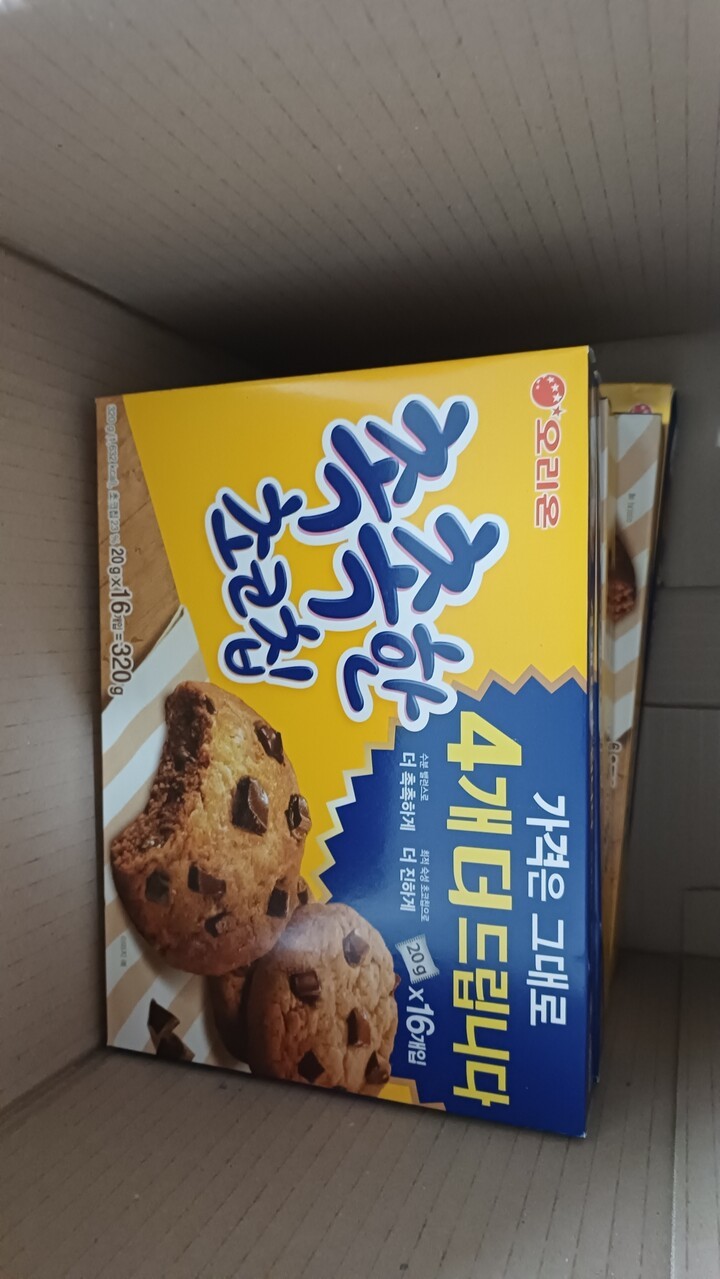 오리온
촉촉한
초코칩
가격은 그대로
4개 더 드립니다
수분 밸런스로
더 촉촉하게
최적 숙성 초코칩으로
더 진하게
20g x16개입
20g x16개입=320g